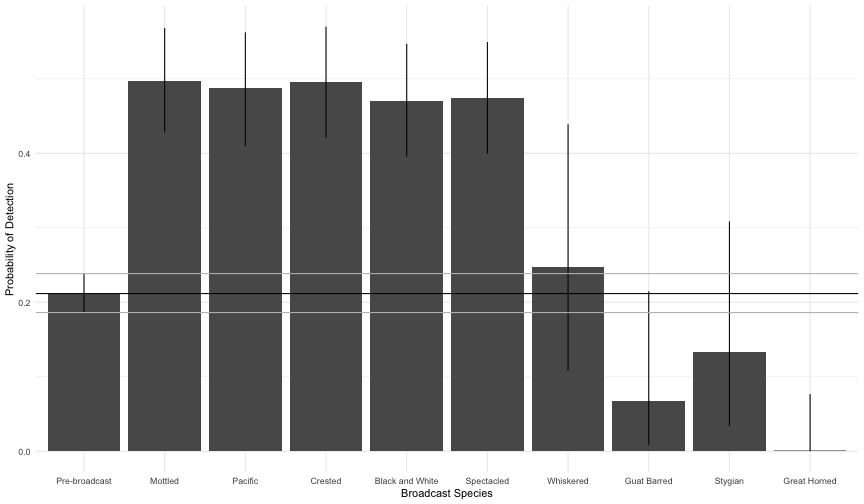 Probability of Detection
0.4
0.2
0.0
Pre-broadcast Mottled Pacific Crested Black and White Spectacled Whiskered Guat Barred Stygian Great Horned
Broadcast Species